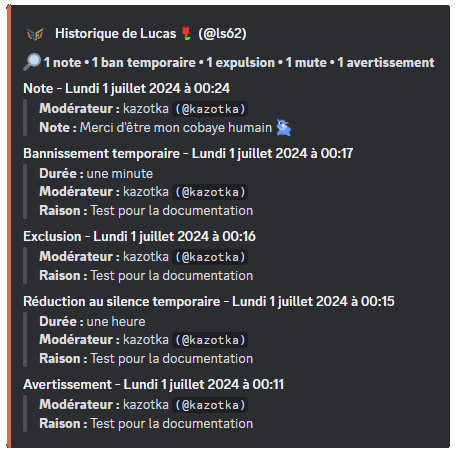 Historique de Lucas🌷 (@ls62)
🔎 1 note • 1 ban temporaire • 1 expulsion • 1 mute • 1 avertissement
Note - Lundi 1 juillet 2024 à 00:24
Modérateur : kazotka (@kazotka)
Note : Merci d'être mon cobaye humain
Bannissement temporaire - Lundi 1 juillet 2024 à 00:17
Durée : une minute
Modérateur : kazotka (@kazotka)
Raison : Test pour la documentation
Exclusion - Lundi 1 juillet 2024 à 00:16
Modérateur : kazotka (@kazotka)
Raison : Test pour la documentation
Réduction au silence temporaire - Lundi 1 juillet 2024 à 00:15
Durée : une heure
Modérateur : kazotka (@kazotka)
Raison : Test pour la documentation
Avertissement - Lundi 1 juillet 2024 à 00:11
Modérateur : kazotka (@kazotka)
Raison : Test pour la documentation